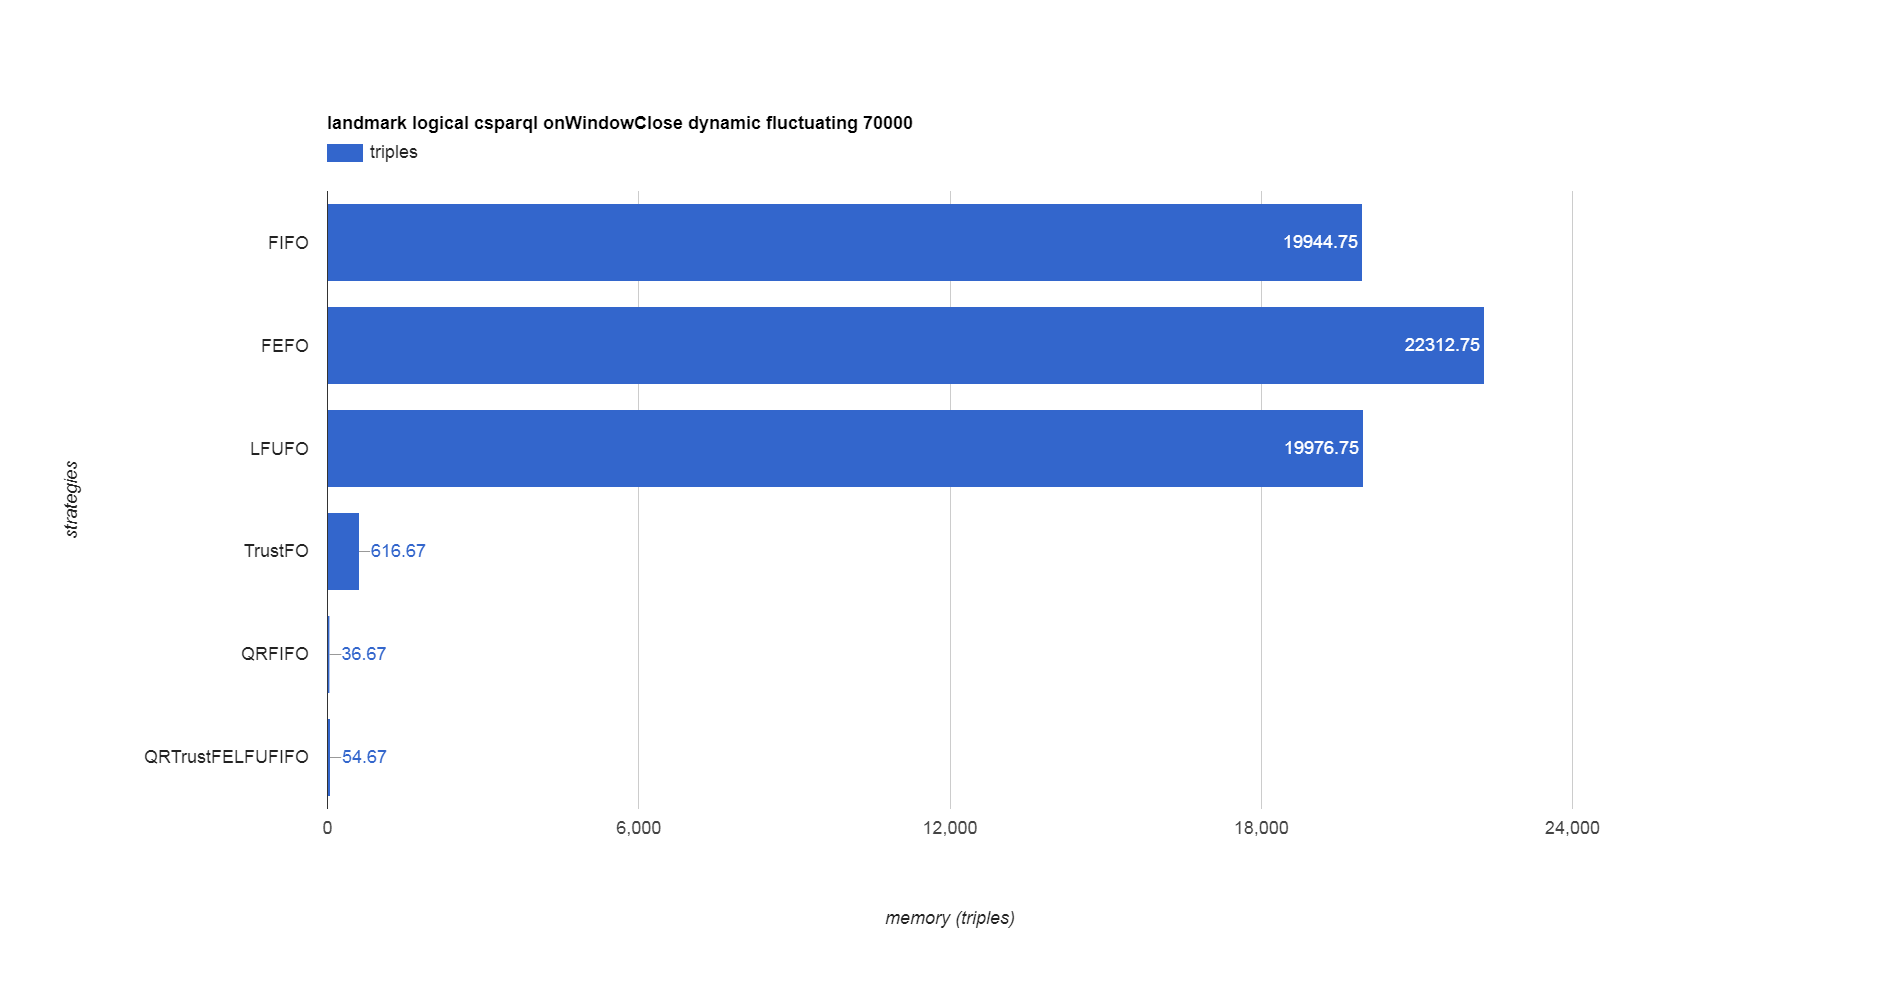 landmark logical csparql onWindowClose dynamic fluctuating 70000
triples
FIFO
19944.75
FEFO
22312.75
LFUFO
19976.75
strategies
TrustFO
616.67
QRFIFO
36.67
QRTrustFELFUFIFO
54.67
0
6,000
12,000
18,000
24,000
memory (triples)